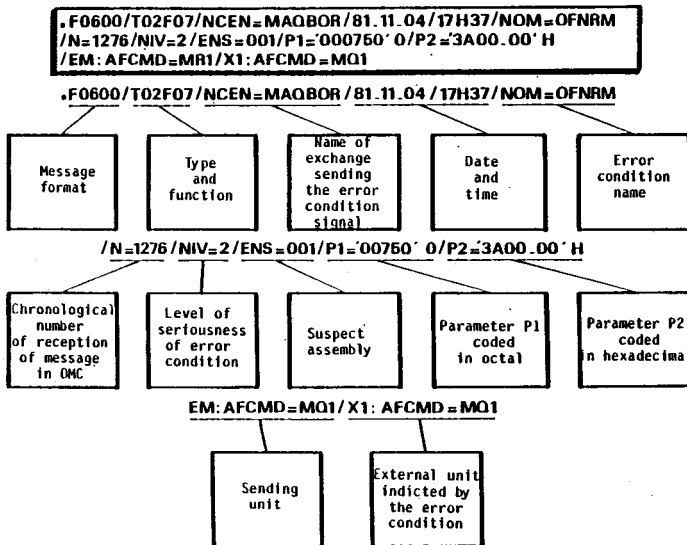 .F0600/T02F07/NCEN=MAQBOR/81.11.04/17H37/NOM=OFNRM
/N=1276/NIV=2/ENS=001/P1='000750' O/P2='3A00.00' H
/EM: AFCMD=MR1/X1: AFCMD=MQ1
.F0600/T02F07/NCEN=MAQBOR/81.11.04/17H37/NOM=OFNRM
Message
format
Type
and
function
Name of
exchange
sending
the error
condition
signal
Date
and
time
Error
condition
name
/N=1276/NIV=2/ENS=001/P1='00750' O/P2='3A00.00' H
Chronological
number
of reception
of message
in OMC
Level of
seriousness
of error
condition
Suspect
assembly
Parameter P1
coded
in octal
Parameter P2
coded
in hexadecima
EM: AFCMD=MQ1/X1: AFCMD=MQ1
Sending
unit
External unit
indicted by
the error
condition